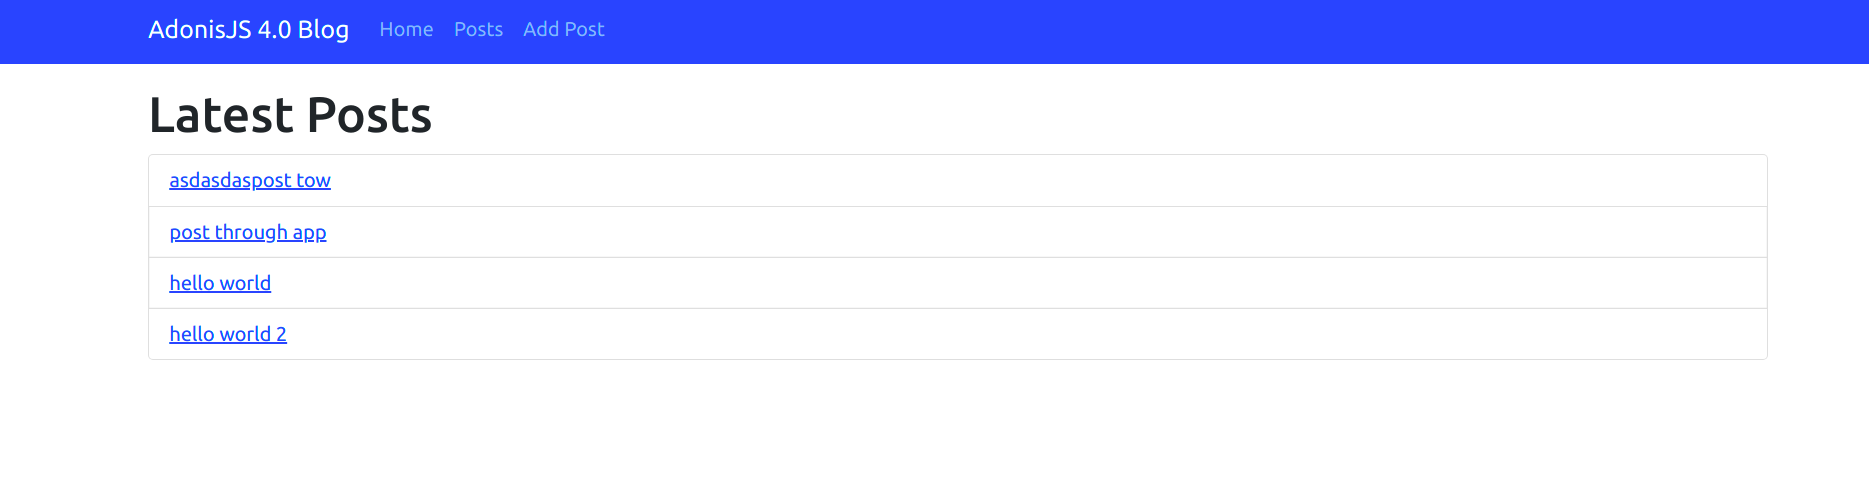 AdonisJS 4.0 Blog Home Posts Add Post
Latest Posts
asdasdaspost tow
post through app
hello world
hello world 2